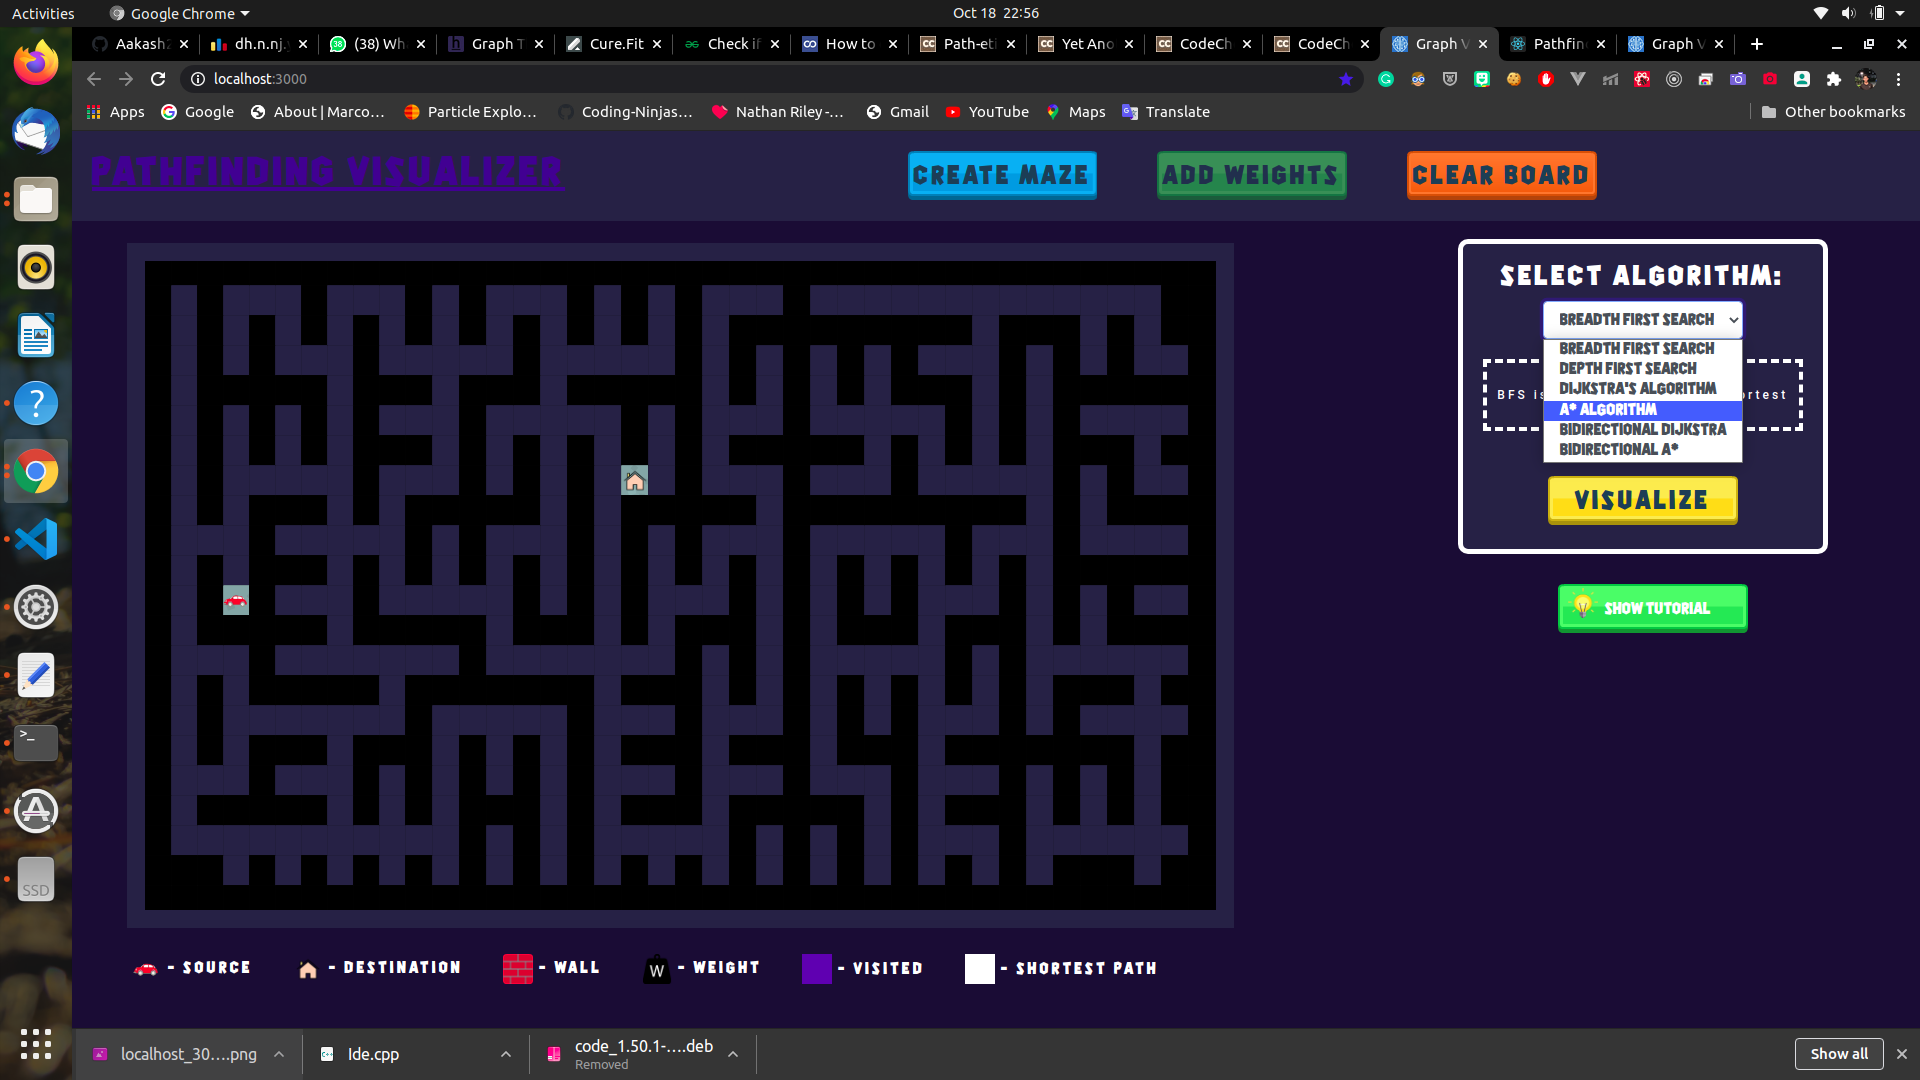 Activities
Google Chrome
Oct 18 22:56
Aakash2
dh.n.nj.
(38) Wh
Graph T
Cure.Fit
Check if
How to
Path-et
Yet Ano
CodeCh
CodeCh
Graph V
Pathfin
Graph V
localhost:3000
Apps
Google
About | Marco...
Particle Explo...
Coding-Ninjas...
Nathan Riley -...
Gmail
YouTube
Maps
Translate
Other bookmarks
PATHFINDING VISUALIZER
CREATE MAZE
ADD WEIGHTS
CLEAR BOARD
SELECT ALGORITHM:
BREADTH FIRST SEARCH
BREADTH FIRST SEARCH
DEPTH FIRST SEARCH
DIJKSTRA'S ALGORITHM
A* ALGORITHM
BIDIRECTIONAL DIJKSTRA
BIDIRECTIONAL A*
BFS is
rtest
VISUALIZE
SHOW TUTORIAL
- SOURCE
- DESTINATION
- WALL
W - WEIGHT
- VISITED
- SHORTEST PATH
SSD
localhost_30....png
Ide.cpp
code_1.50.1-....deb
Removed
Show all